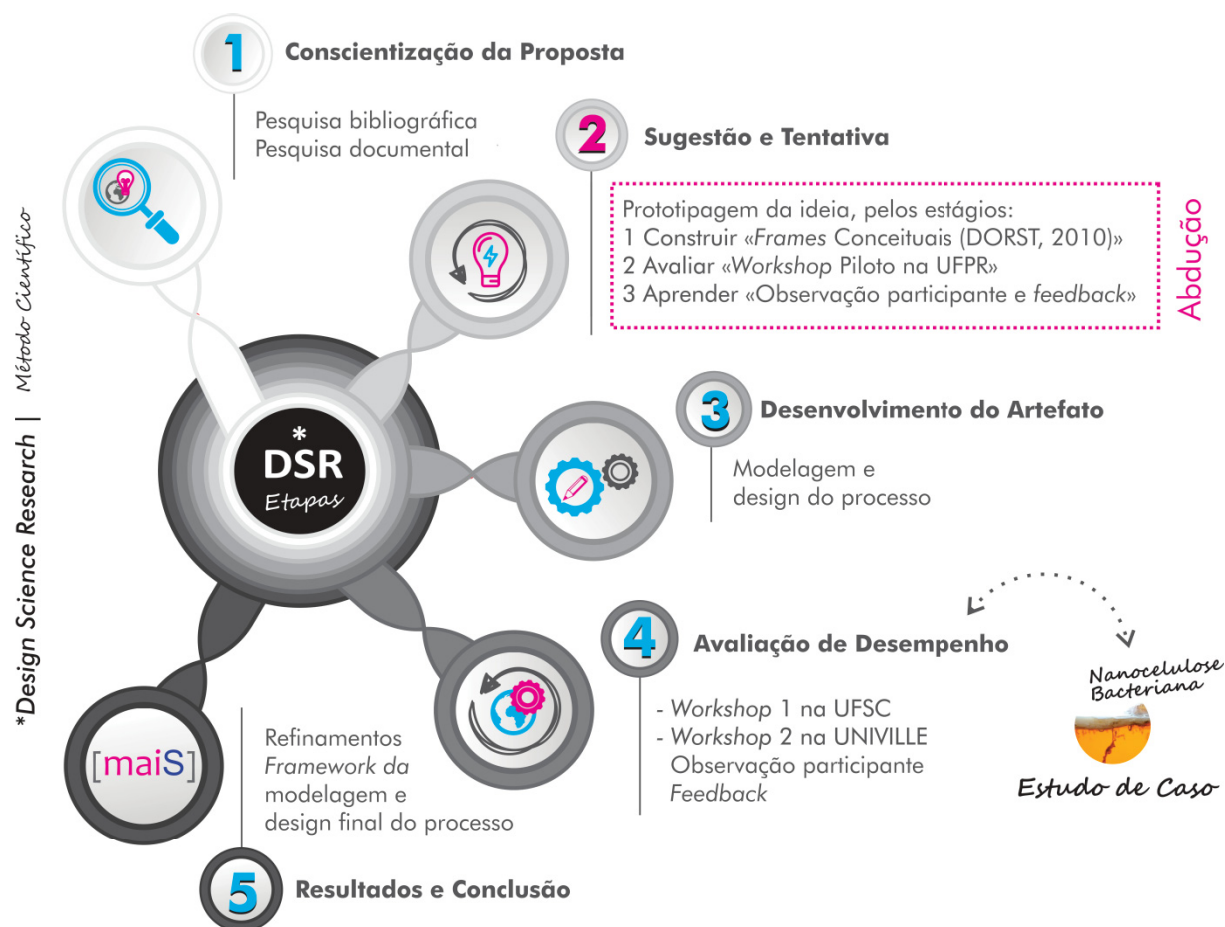 1 Conscientização da Proposta
Pesquisa bibliográfica
Pesquisa documental
2 Sugestão e Tentativa
Prototipagem da ideia, pelos estágios:
1 Construir «Frames Conceituais (DORST, 2010)»
2 Avaliar «Workshop Piloto na UFPR»
3 Aprender «Observação participante e feedback»
Abdução
*Design Science Research | Método Científico
*
DSR
Etapas
3 Desenvolvimento do Artefato
Modelagem e
design do processo
4 Avaliação de Desempenho
- Workshop 1 na UFSC
- Workshop 2 na UNIVILLE
Observação participante
Feedback
Nanocelulose
Bacteriana
Estudo de Caso
[maiS]
Refinamentos
Framework da
modelagem e
design final do processo
5 Resultados e Conclusão